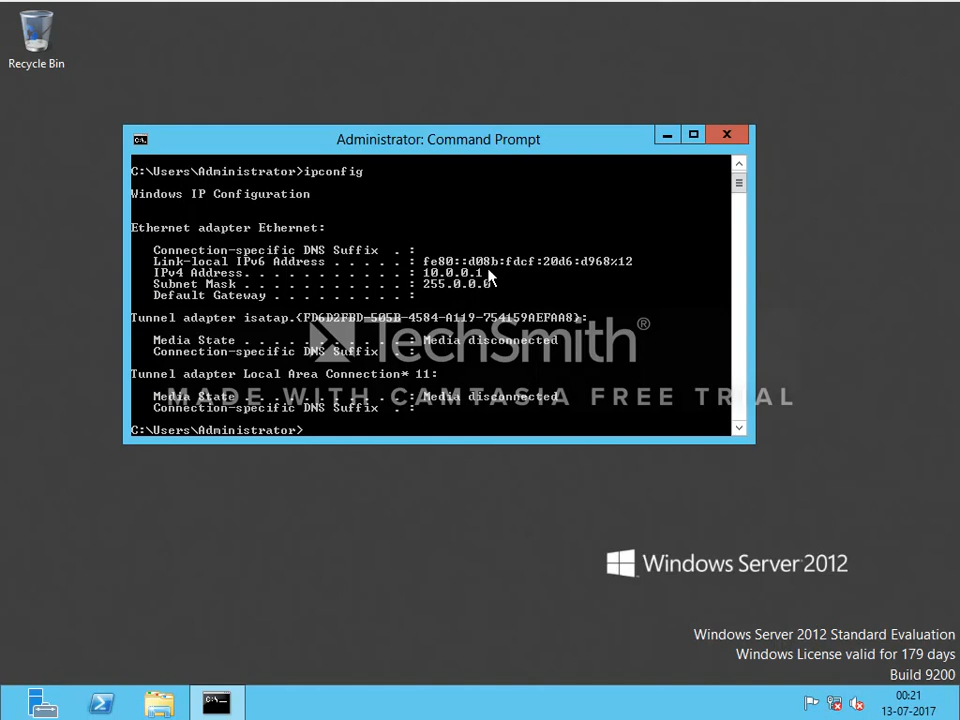 Recycle Bin
Administrator: Command Prompt
C:\Users\Administrator>ipconfig
Windows IP Configuration
Ethernet adapter Ethernet:
Connection-specific DNS Suffix . :
Link-local IPv6 Address . . . . . : fe80::d08b:fdcf:20d6:d968%12
IPv4 Address. . . . . . . . . . . : 10.0.0.1
Subnet Mask . . . . . . . . . . . : 255.0.0.0
Default Gateway . . . . . . . . . :
Tunnel adapter isatap.{FD6D2FBD-505B-4584-A119-754159AEFAA8}:
Media State . . . . . . . . . . . : Media disconnected
Connection-specific DNS Suffix . :
Tunnel adapter Local Area Connection* 11:
Media State . . . . . . . . . . . : Media disconnected
Connection-specific DNS Suffix . :
C:\Users\Administrator>
TechSmith®
MADE WITH CAMTASIA FREE TRIAL
Windows Server 2012
Windows Server 2012 Standard Evaluation
Windows License valid for 179 days
Build 9200
00:21
13-07-2017